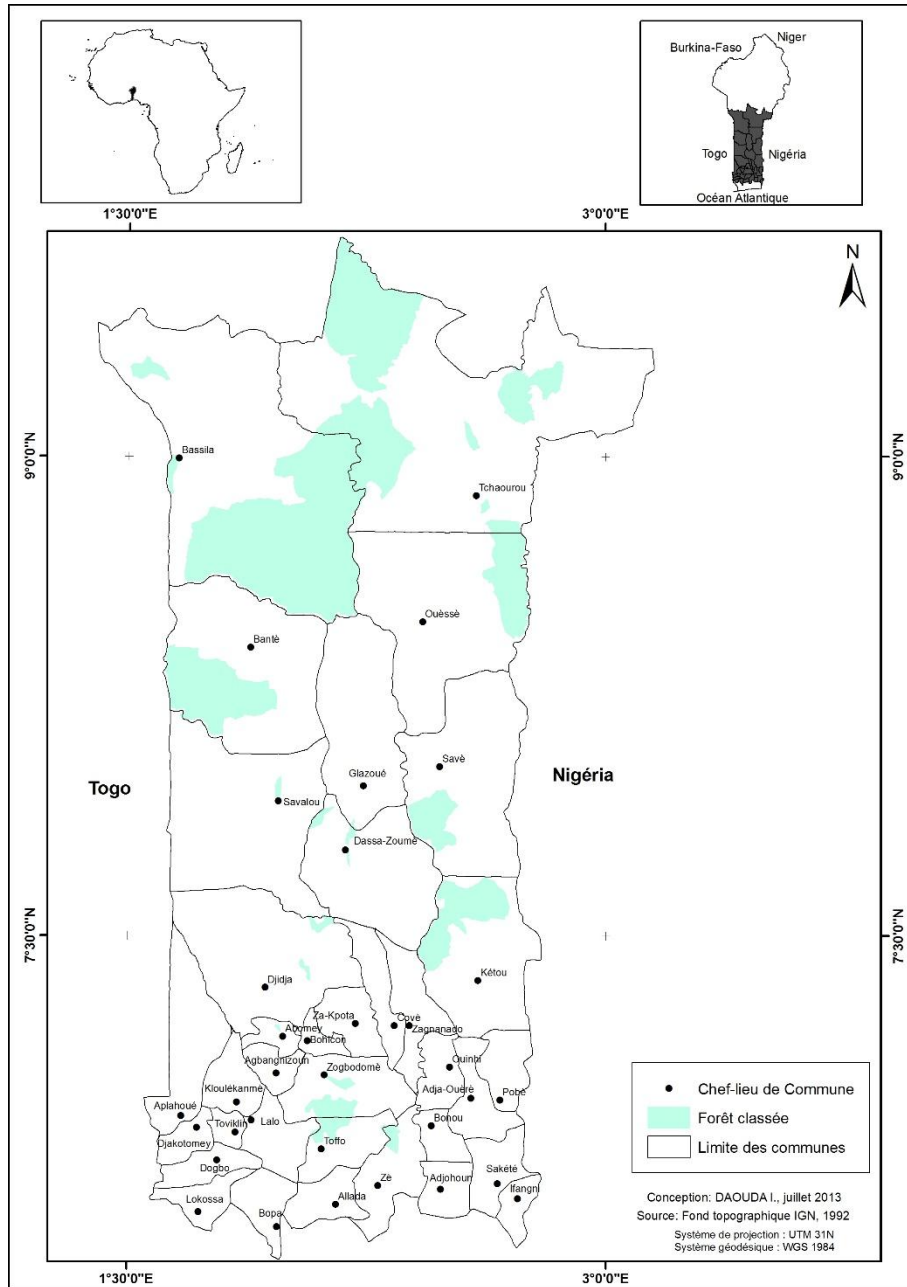 Niger
Burkina-Faso
Togo
Nigéria
Océan Atlantique
1°30'0"E
3°0'0"E
N
9°0'0"N
9°0'0"N
Bassila
Tchaourou
Ouèssè
Bantè
Savè
Togo
Nigéria
Glazoué
Savalou
Dassa-Zoumè
7°30'0"N
7°30'0"N
Kétou
Djidja
Za-Kpota
Covè
Zagnanado
Abomey
Bohicon
Agbangnizoun
Zogbodomè
Ouinhi
Adja-Ouèrè
Pobè
Klouékanmè
Aplahoué
Lalo
Toviklin
Djakotomey
Bonou
Toffo
Dogbo
Zè
Adjohoun
Sakété
Ifangni
Lokossa
Allada
Bopa
Chef-lieu de Commune
Forêt classée
Limite des communes
Conception: DAOUDA I., juillet 2013
Source: Fond topographique IGN, 1992
Système de projection : UTM 31N
Système géodésique : WGS 1984
1°30'0"E
3°0'0"E